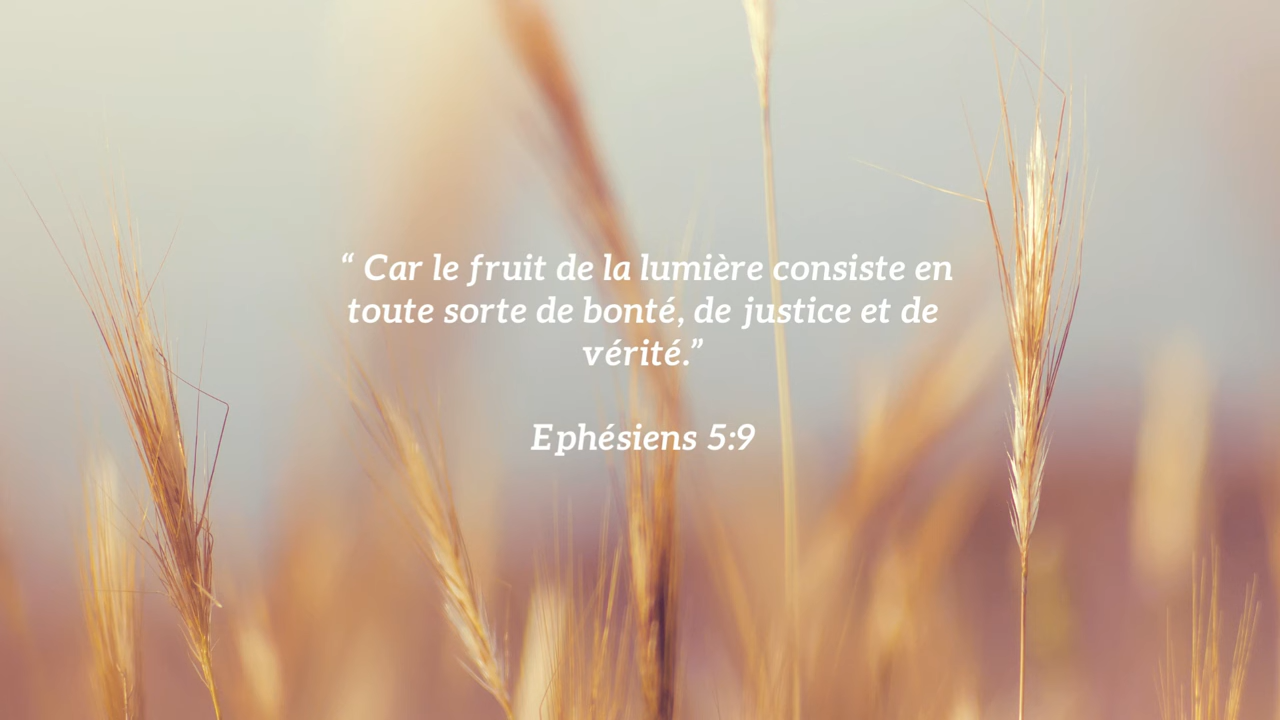 “ Car le fruit de la lumière consiste en
toute sorte de bonté, de justice et de
vérité.”
Ephésiens 5:9